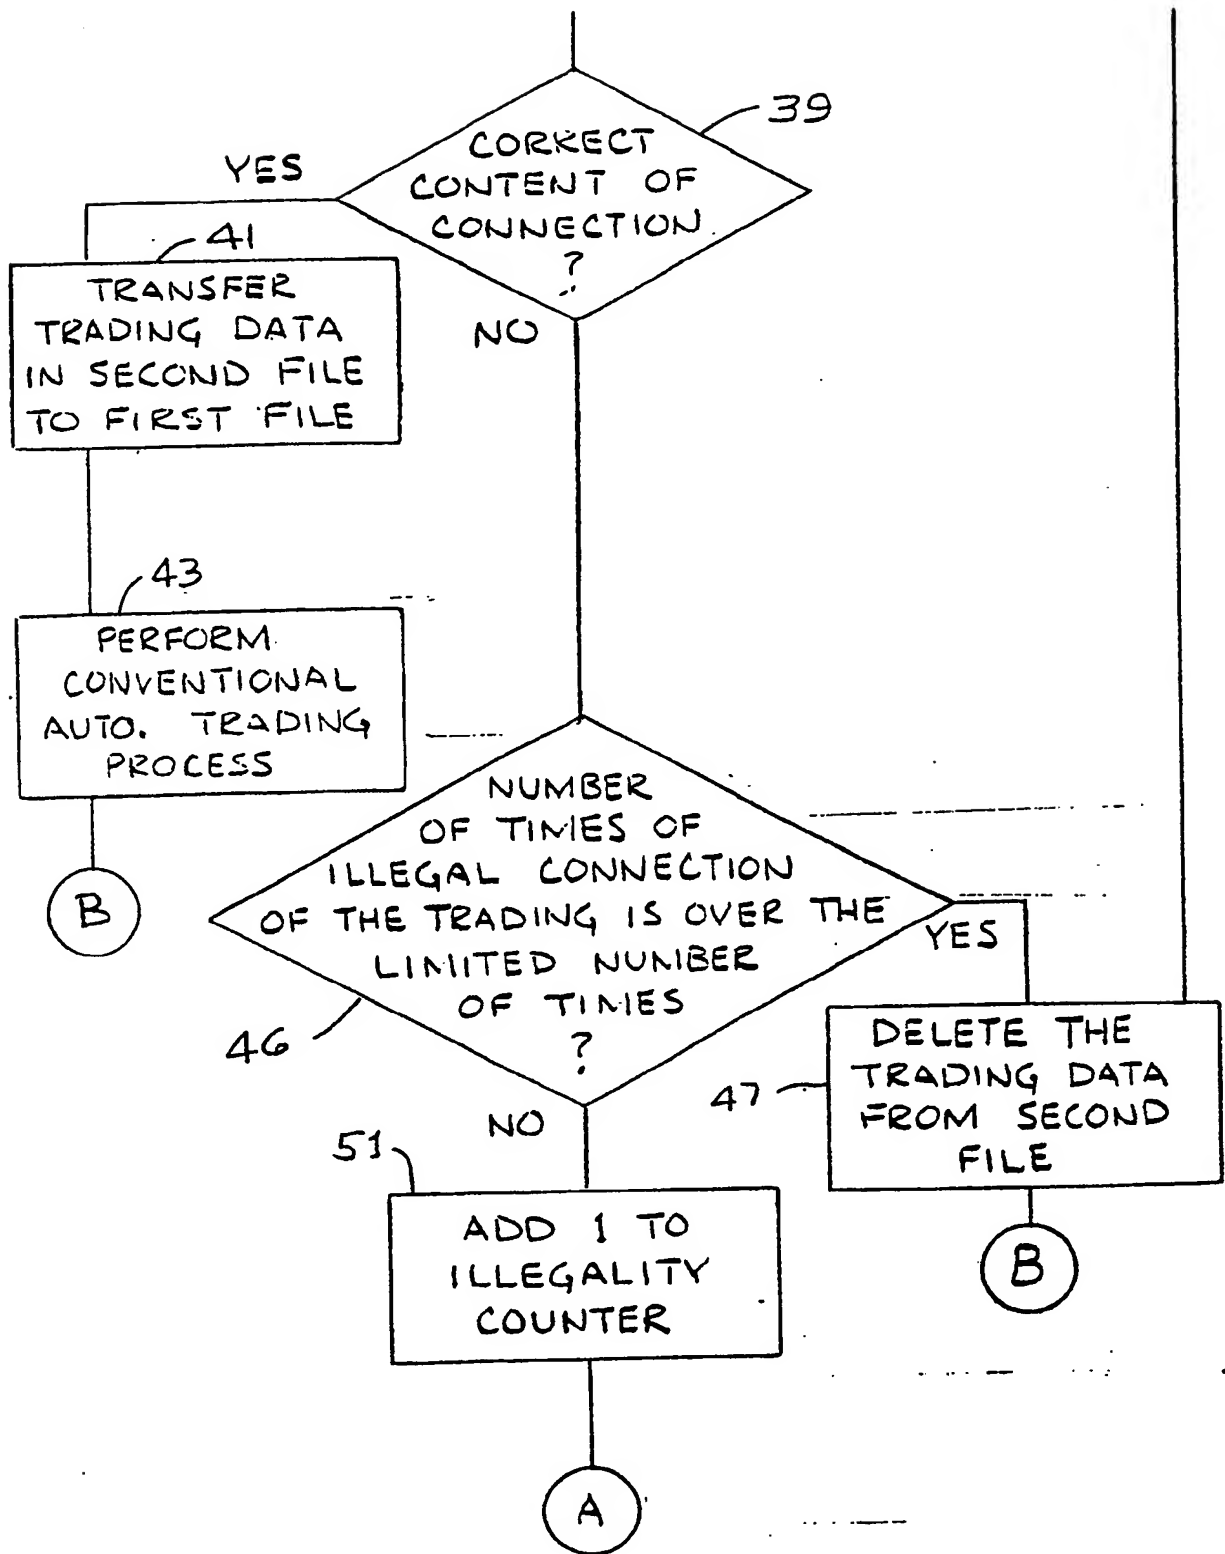 39
CORRECT
CONTENT OF
CONNECTION
?
YES
NO
41
TRANSFER
TRADING DATA
IN SECOND FILE
TO FIRST FILE
43
PERFORM
CONVENTIONAL
AUTO. TRADING
PROCESS
B
NUMBER
OF TIMES OF
ILLEGAL CONNECTION
OF THE TRADING IS OVER THE
LIMITED NUMBER
OF TIMES
?
46
YES
NO
47
DELETE THE
TRADING DATA
FROM SECOND
FILE
B
51
ADD 1 TO
ILLEGALITY
COUNTER
A